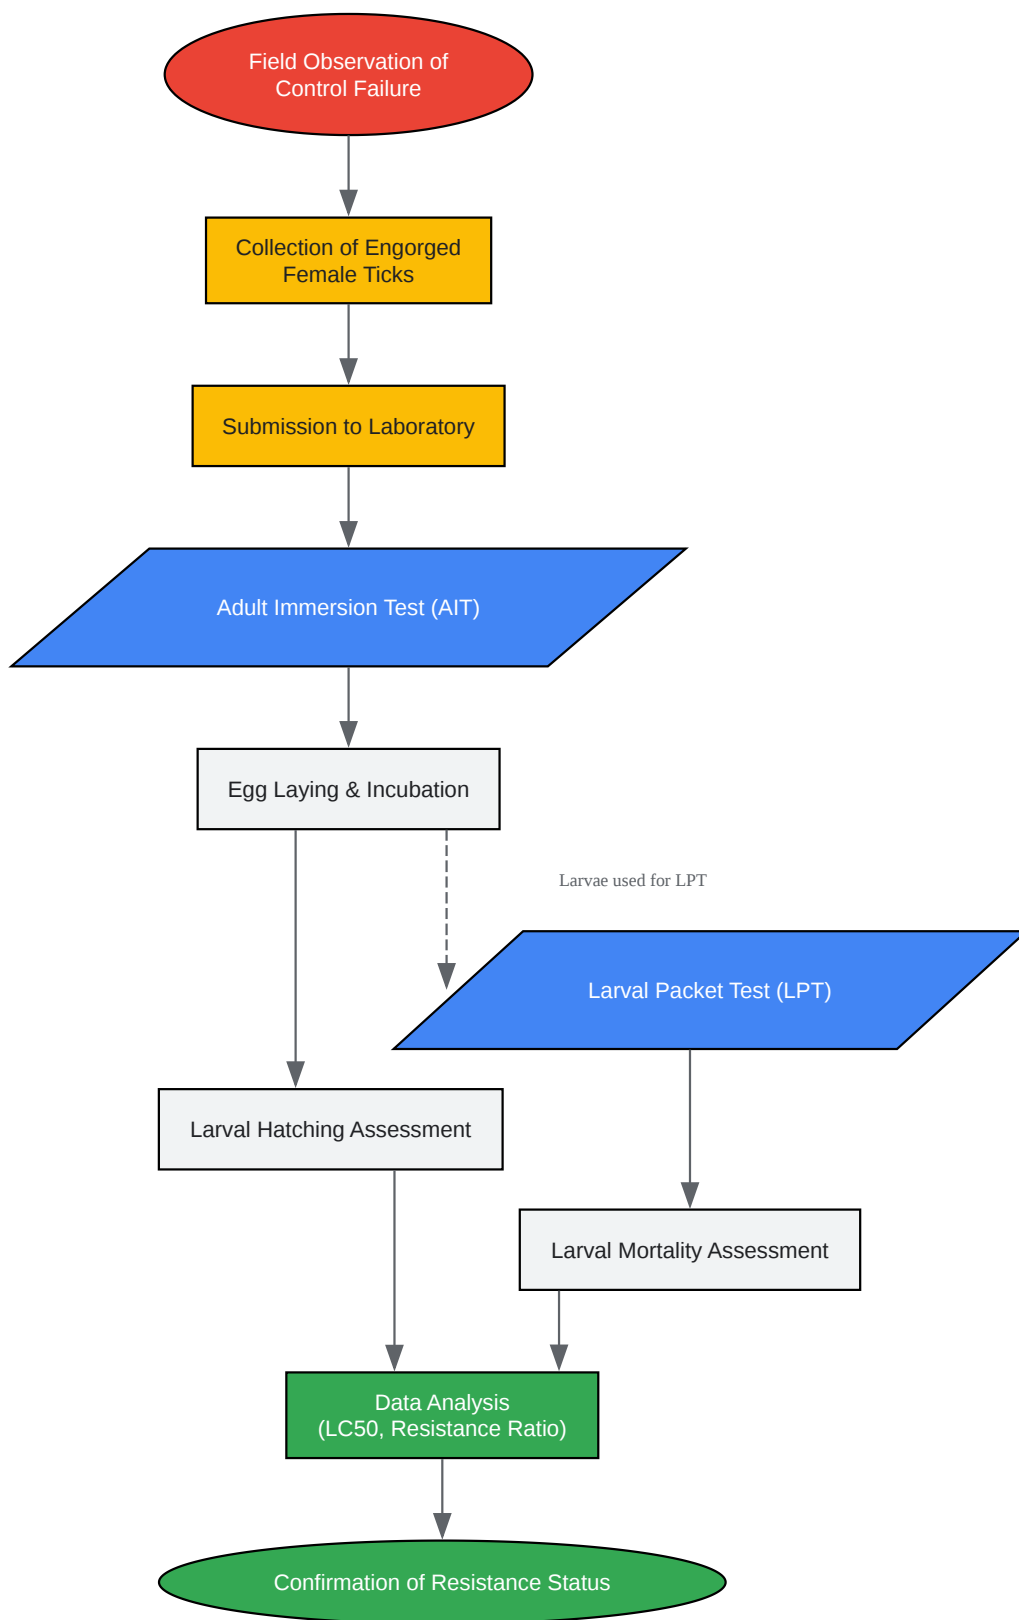 Field Observation of
Control Failure
Collection of Engorged
Female Ticks
Submission to Laboratory
Adult Immersion Test (AIT)
Egg Laying & Incubation
Larvae used for LPT
Larval Packet Test (LPT)
Larval Hatching Assessment
Larval Mortality Assessment
Data Analysis
(LC50, Resistance Ratio)
Confirmation of Resistance Status